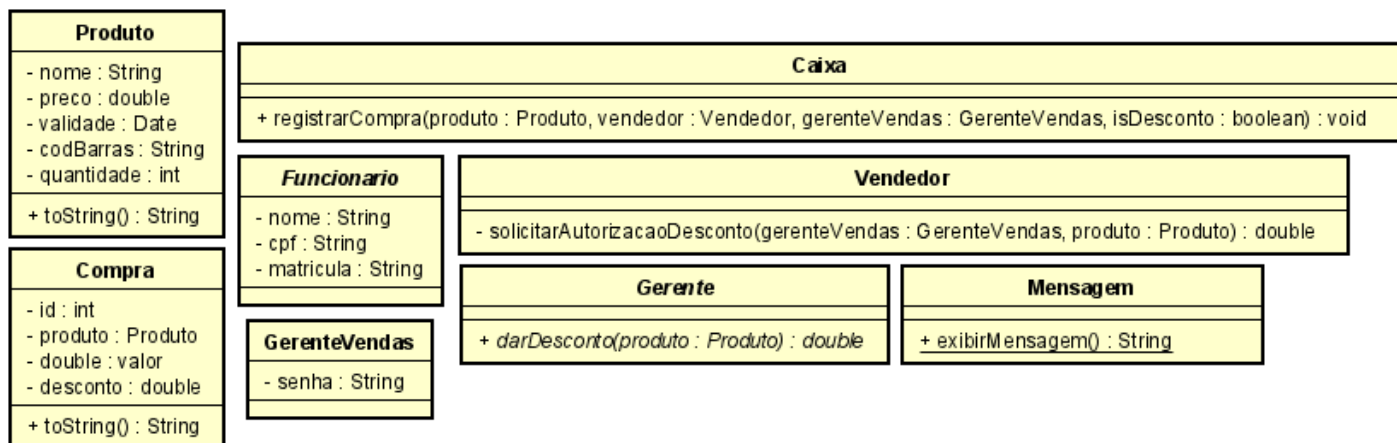 Produto
- nome : String
- preco : double
- validade : Date
- codBarras : String
- quantidade : int
+ toString() : String
Caixa
+ registrarCompra(produto : Produto, vendedor : Vendedor, gerenteVendas : GerenteVendas, isDesconto : boolean) : void
Funcionario
- nome : String
- cpf : String
- matricula : String
Vendedor
- solicitarAutorizacaoDesconto(gerenteVendas : GerenteVendas, produto : Produto) : double
Compra
- id : int
- produto : Produto
- double : valor
- desconto : double
+ toString() : String
GerenteVendas
- senha : String
Gerente
+ darDesconto(produto : Produto) : double
Mensagem
+ exibirMensagem() : String